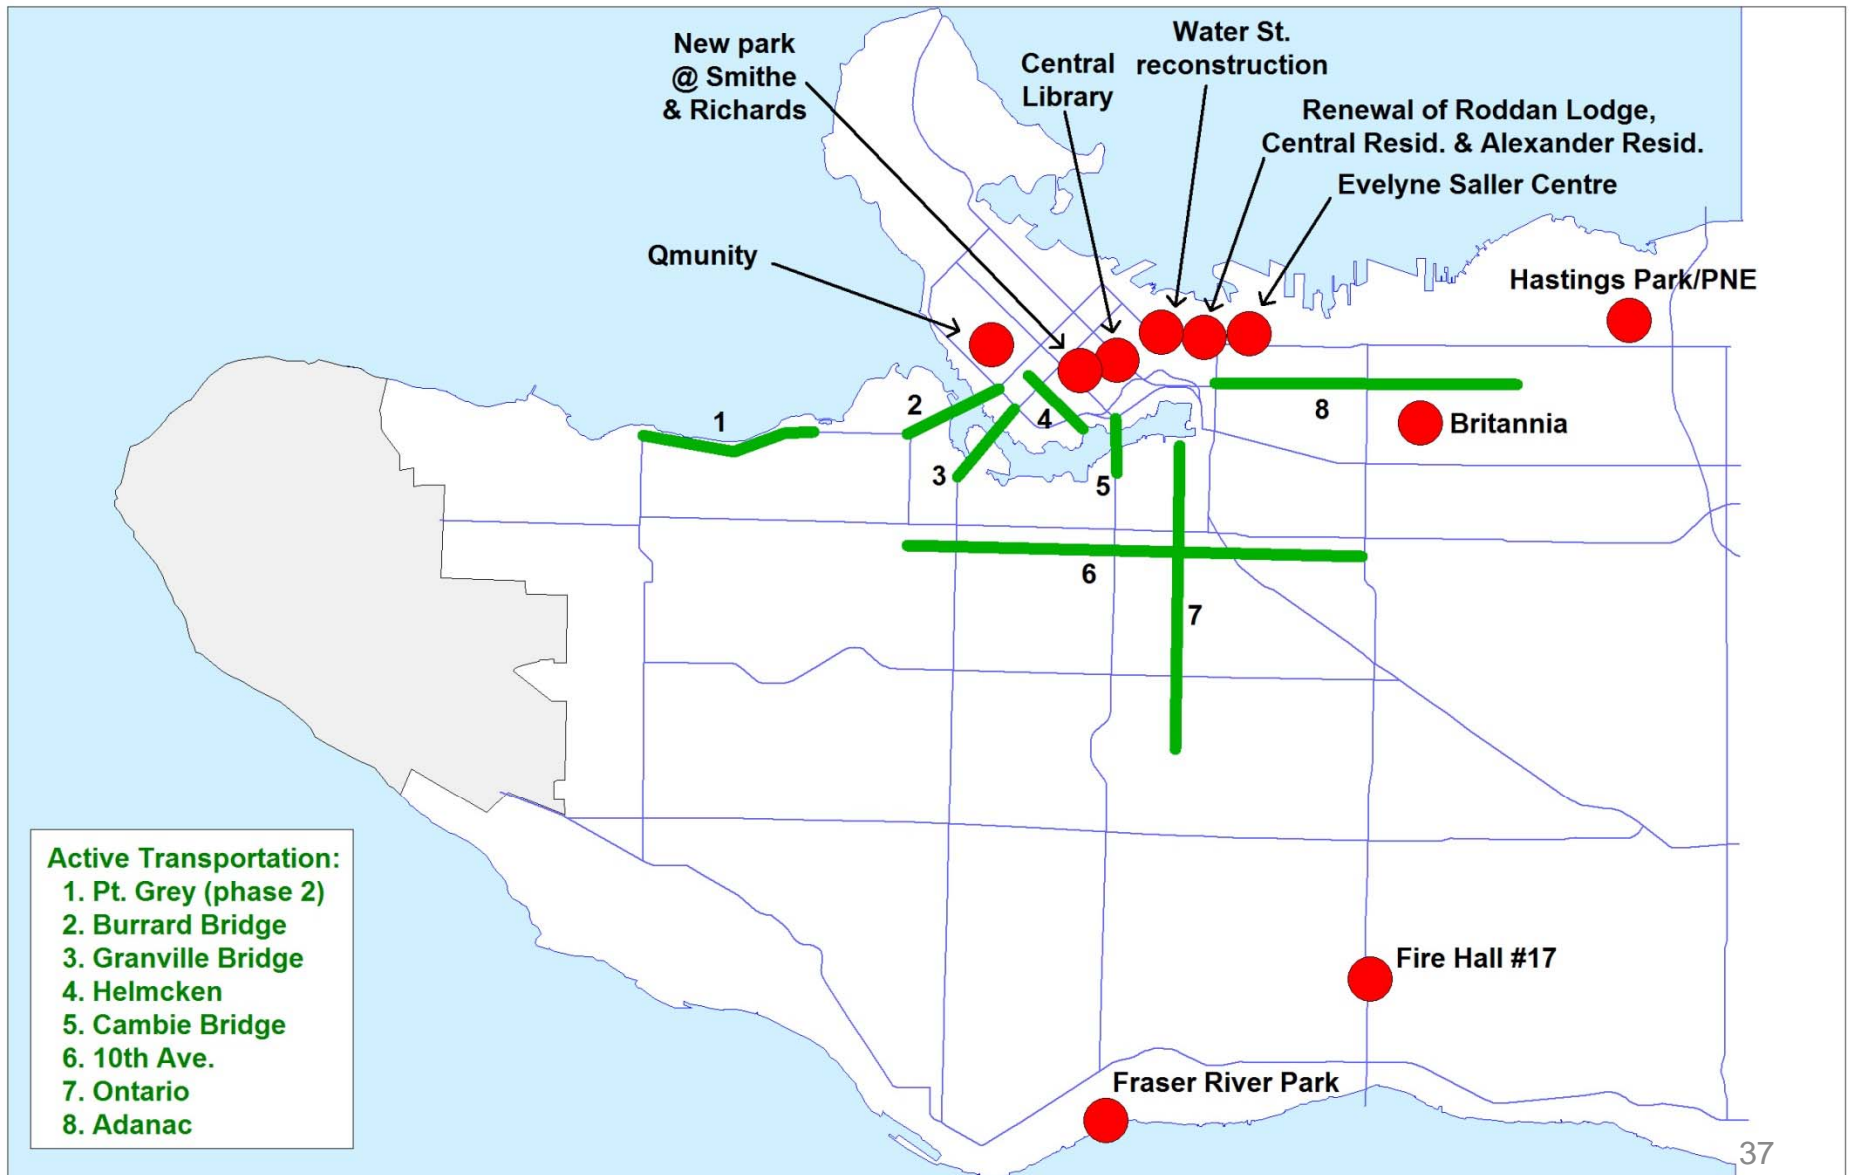 New park
@ Smithe
& Richards
Central
Library
Water St.
reconstruction
Renewal of Roddan Lodge,
Central Resid. & Alexander Resid.
Evelyne Saller Centre
Qmunity
Hastings Park/PNE
1
2
3
4
5
8
Britannia
6
7
Active Transportation:
1. Pt. Grey (phase 2)
2. Burrard Bridge
3. Granville Bridge
4. Helmcken
5. Cambie Bridge
6. 10th Ave.
7. Ontario
8. Adanac
Fire Hall #17
Fraser River Park
37